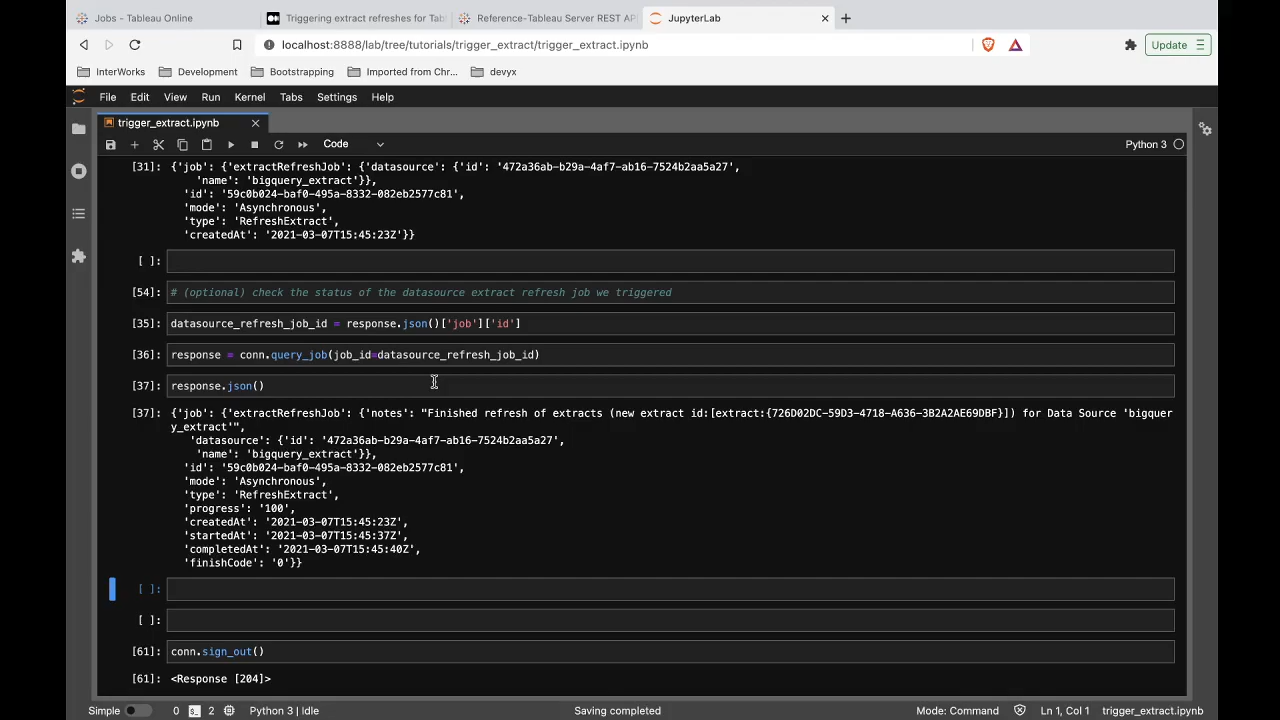 Jobs - Tableau Online
Triggering extract refreshes for Tab
Reference-Tableau Server REST API
JupyterLab
localhost:8888/lab/tree/tutorials/trigger_extract/trigger_extract.ipynb
Update
InterWorks
Development
Bootstrapping
Imported from Chr...
devyx
File Edit View Run Kernel Tabs Settings Help
trigger_extract.ipynb
Code
Python 3
[31]: {'job': {'extractRefreshJob': {'datasource': {'id': '472a36ab-b29a-4af7-ab16-7524b2aa5a27',
'name': 'bigquery_extract'}},
'id': '59c0b024-baf0-495a-8332-082eb2577c81',
'mode': 'Asynchronous',
'type': 'RefreshExtract',
'createdAt': '2021-03-07T15:45:23Z'}}
[ ]:
[54]: # (optional) check the status of the datasource extract refresh job we triggered
[35]: datasource_refresh_job_id = response.json()['job']['id']
[36]: response = conn.query_job(job_id=datasource_refresh_job_id)
[37]: response.json()
[37]: {'job': {'extractRefreshJob': {'notes': "Finished refresh of extracts (new extract id:[extract:{726D02DC-59D3-4718-A636-3B2A2AE69DBF}]) for Data Source 'bigquer
y_extract'",
'datasource': {'id': '472a36ab-b29a-4af7-ab16-7524b2aa5a27',
'name': 'bigquery_extract'}},
'id': '59c0b024-baf0-495a-8332-082eb2577c81',
'mode': 'Asynchronous',
'type': 'RefreshExtract',
'progress': '100',
'createdAt': '2021-03-07T15:45:23Z',
'startedAt': '2021-03-07T15:45:37Z',
'completedAt': '2021-03-07T15:45:40Z',
'finishCode': '0'}}
[ ]:
[ ]:
[61]: conn.sign_out()
[61]: <Response [204]>
Simple 0 2 Python 3 | Idle Saving completed Mode: Command Ln 1, Col 1 trigger_extract.ipynb